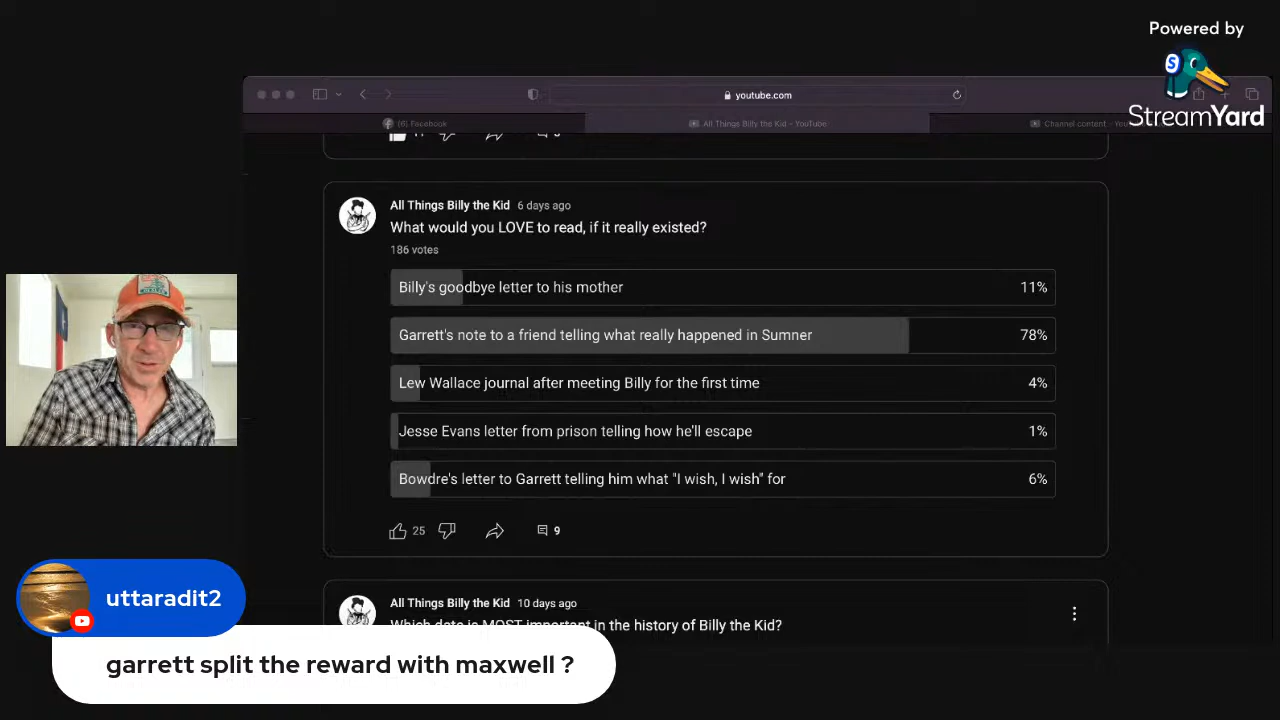 Powered by
StreamYard
youtube.com
(6) Facebook
All Things Billy the Kid - YouTube
Channel content - You
All Things Billy the Kid 6 days ago
What would you LOVE to read, if it really existed?
186 votes
Billy's goodbye letter to his mother 11%
Garrett's note to a friend telling what really happened in Sumner 78%
Lew Wallace journal after meeting Billy for the first time 4%
Jesse Evans letter from prison telling how he'll escape 1%
Bowdre's letter to Garrett telling him what "I wish, I wish" for 6%
25 9
All Things Billy the Kid 10 days ago
Which date is MOST important in the history of Billy the Kid?
uttaradit2
garrett split the reward with maxwell ?